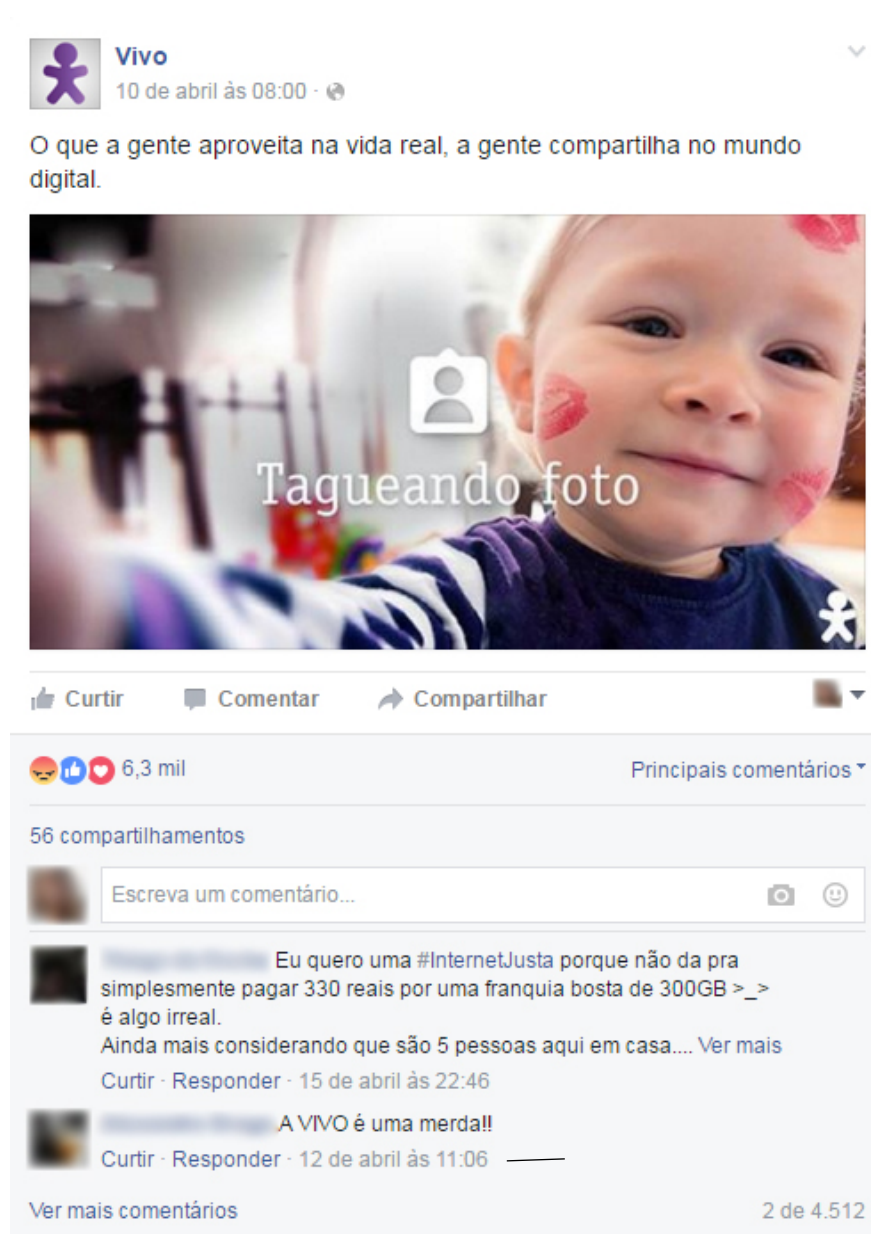 Vivo
10 de abril às 08:00 ·
O que a gente aproveita na vida real, a gente compartilha no mundo
digital.
Tagueando foto
Curtir Comentar Compartilhar
6,3 mil Principais comentários
56 compartilhamentos
Escreva um comentário...
Eu quero uma #InternetJusta porque não da pra
simplesmente pagar 330 reais por uma franquia bosta de 300GB >_>
é algo irreal.
Ainda mais considerando que são 5 pessoas aqui em casa.... Ver mais
Curtir · Responder · 15 de abril às 22:46
A VIVO é uma merda!!
Curtir · Responder · 12 de abril às 11:06
Ver mais comentários 2 de 4.512